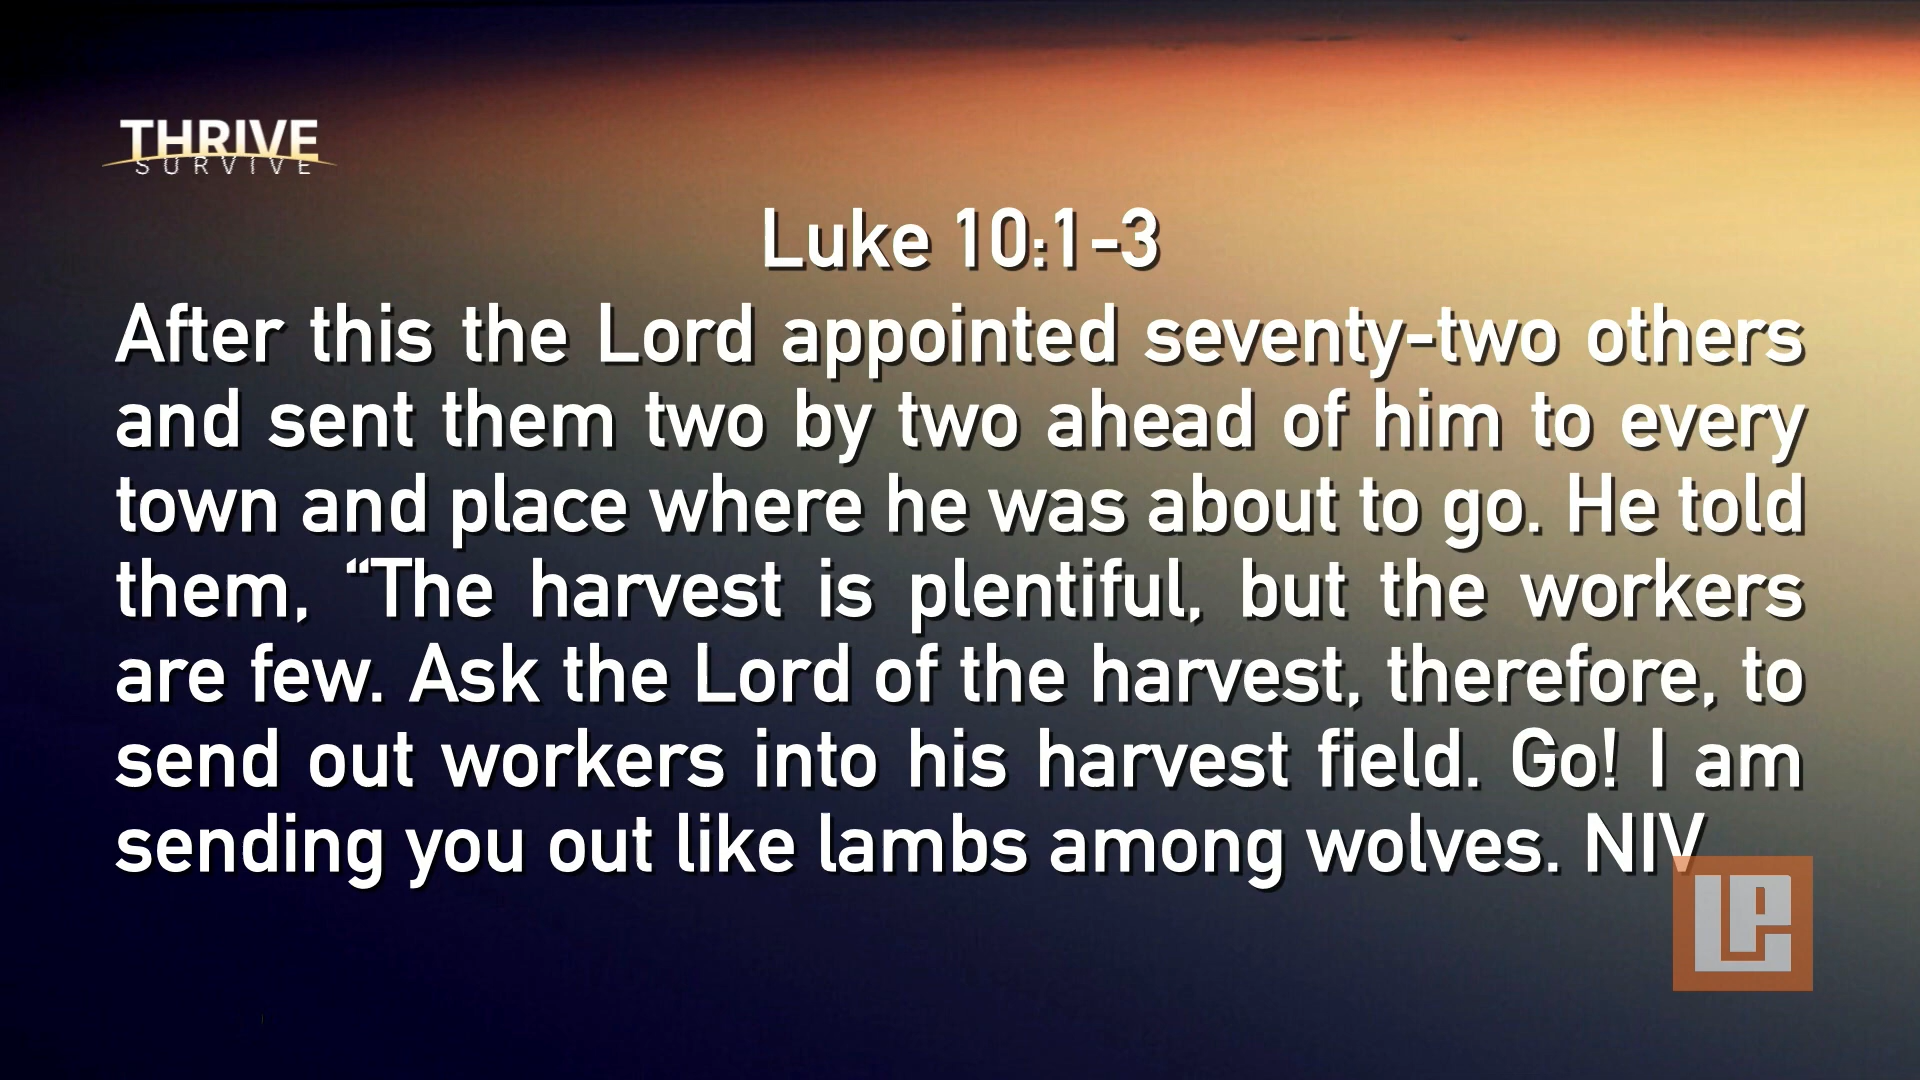 THRIVE
SURVIVE
Luke 10:1-3
After this the Lord appointed seventy-two others
and sent them two by two ahead of him to every
town and place where he was about to go. He told
them, “The harvest is plentiful, but the workers
are few. Ask the Lord of the harvest, therefore, to
send out workers into his harvest field. Go! I am
sending you out like lambs among wolves. NIV
LP